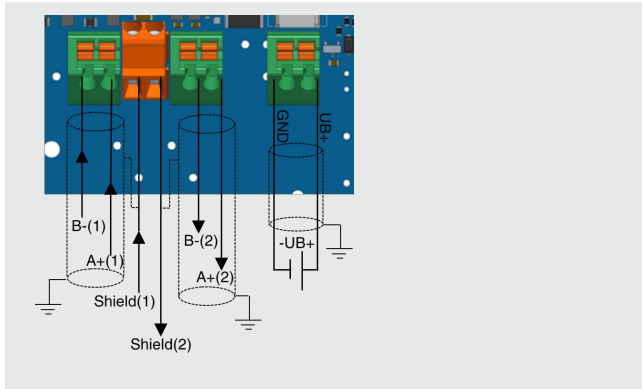 GND
UB+
B-(1)
B-(2)
-UB+
A+(1)
A+(2)
Shield(1)
Shield(2)